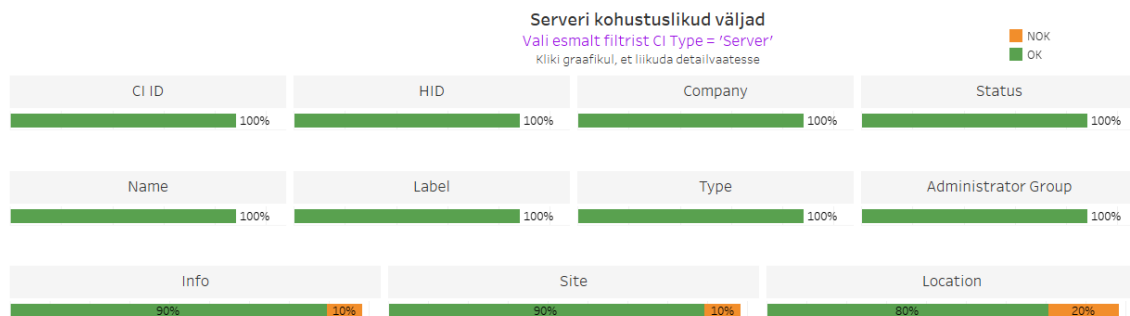 Serveri kohustuslikud väljad
Vali esmalt filtrist CI Type = 'Server'
Kliki graafikul, et liikuda detailvaatesse
NOK
OK
CI ID
HID
Company
Status
100%
100%
100%
100%
Name
Label
Type
Administrator Group
100%
100%
100%
100%
Info
Site
Location
90%
10%
90%
10%
80%
20%